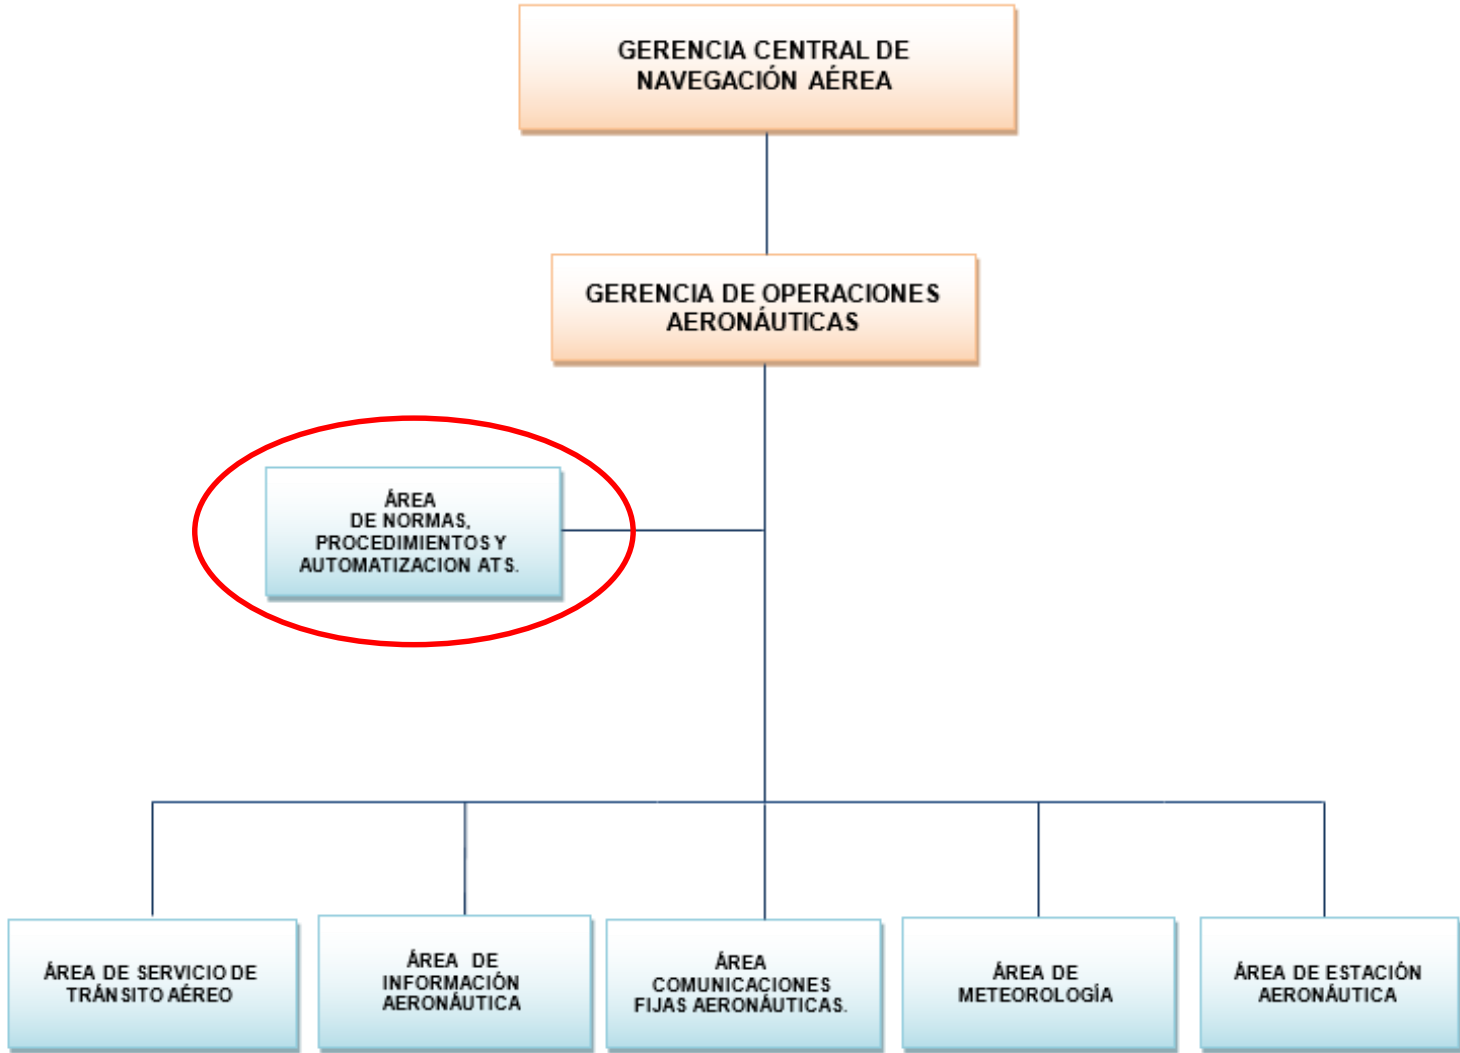 GERENCIA CENTRAL DE
NAVEGACIÓN AÉREA
GERENCIA DE OPERACIONES
AERONÁUTICAS
ÁREA
DE NORMAS,
PROCEDIMIENTOS Y
AUTOMATIZACION ATS.
ÁREA DE SERVICIO DE
TRÁNSITO AÉREO
ÁREA DE
INFORMACIÓN
AERONÁUTICA
ÁREA
COMUNICACIONES
FIJAS AERONÁUTICAS.
ÁREA DE
METEOROLOGÍA
ÁREA DE ESTACIÓN
AERONÁUTICA